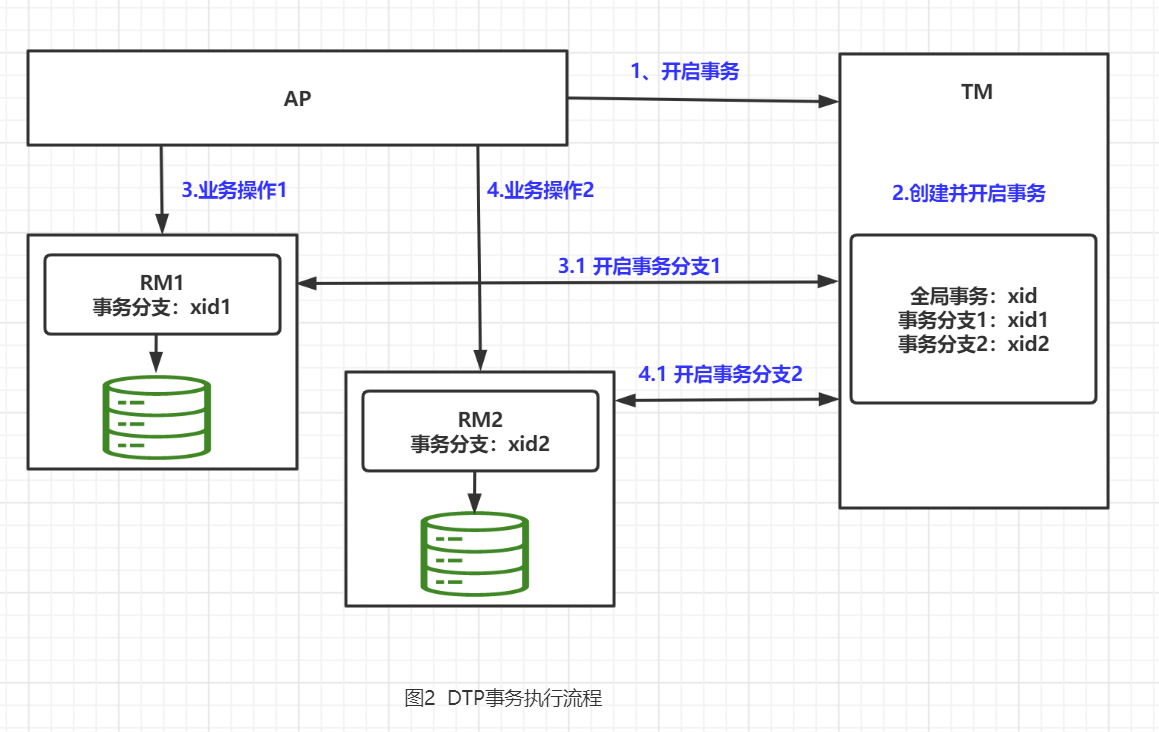 AP
1、开启事务
TM
3.业务操作1
4.业务操作2
2.创建并开启事务
3.1 开启事务分支1
RM1
事务分支：xid1
全局事务：xid
事务分支1：xid1
事务分支2：xid2
4.1 开启事务分支2
RM2
事务分支：xid2
图2 DTP事务执行流程